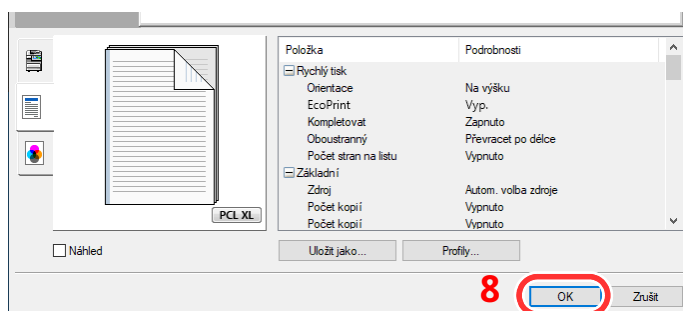 Položka Podrobnosti
Rychlý tisk
Orientace Na výšku
EcoPrint Vyp.
Kompletovat Zapnuto
Oboustranný Převracet po délce
Počet stran na listu Vypnuto
Základní
Zdroj Autom. volba zdroje
Počet kopií Vypnuto
Počet kopií Vypnuto
PCL XL
Náhled Uložit jako... Profily...
8 OK Zrušit